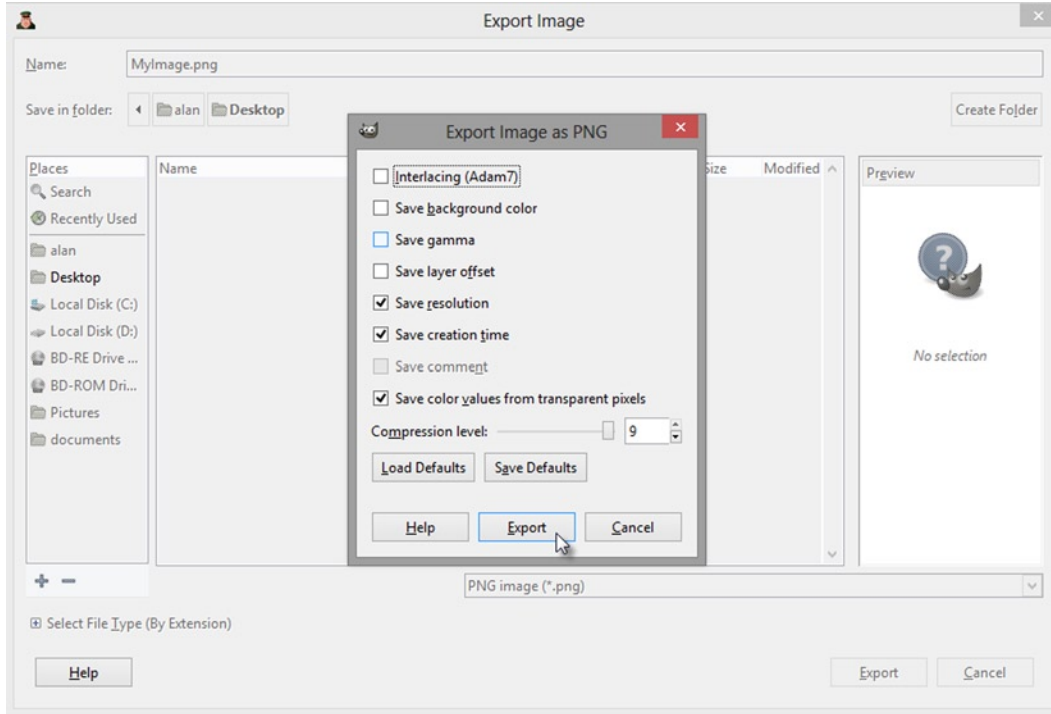 Export Image
Name: MyImage.png
Save in folder: alan Desktop Create Folder
Places
Search
Recently Used
alan
Desktop
Local Disk (C:)
Local Disk (D:)
BD-RE Drive ...
BD-ROM Dri...
Pictures
documents
Name Size Modified
Export Image as PNG
Interlacing (Adam7)
Save background color
Save gamma
Save layer offset
Save resolution
Save creation time
Save comment
Save color values from transparent pixels
Compression level: 9
Load Defaults Save Defaults
Help Export Cancel
Preview
?
No selection
PNG image (*.png)
Select File Type (By Extension)
Help Export Cancel